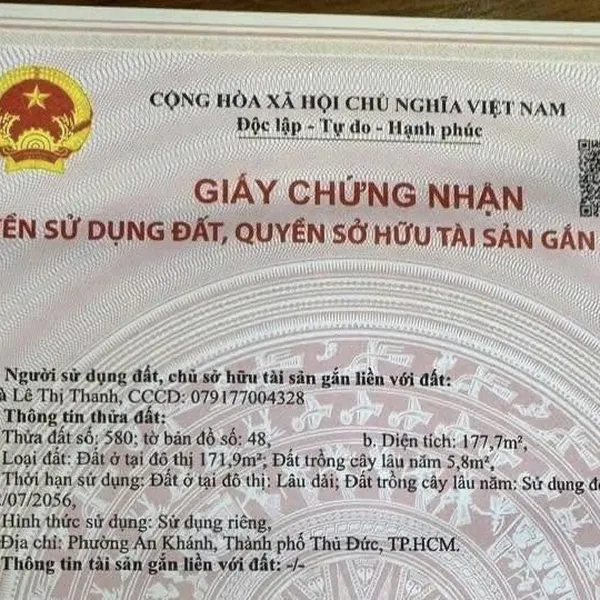 CỘNG HÒA XÃ HỘI CHỦ NGHĨA VIỆT NAM
Độc lập - Tự do - Hạnh phúc
GIẤY CHỨNG NHẬN
ỀN SỬ DỤNG ĐẤT, QUYỀN SỞ HỮU TÀI SẢN GẮN
Người sử dụng đất, chủ sở hữu tài sản gắn liền với đất:
à Lê Thị Thanh, CCCD: 079177004328
Thông tin thửa đất:
Thửa đất số: 580; tờ bản đồ số: 48, b. Diện tích: 177,7m²,
Loại đất: Đất ở tại đô thị 171,9m²; Đất trồng cây lâu năm 5,8m²,
Thời hạn sử dụng: Đất ở tại đô thị: Lâu dài; Đất trồng cây lâu năm: Sử dụng đ
/07/2056,
Hình thức sử dụng: Sử dụng riêng,
Địa chỉ: Phường An Khánh, Thành phố Thủ Đức, TP.HCM.
Thông tin tài sản gắn liền với đất: -/-